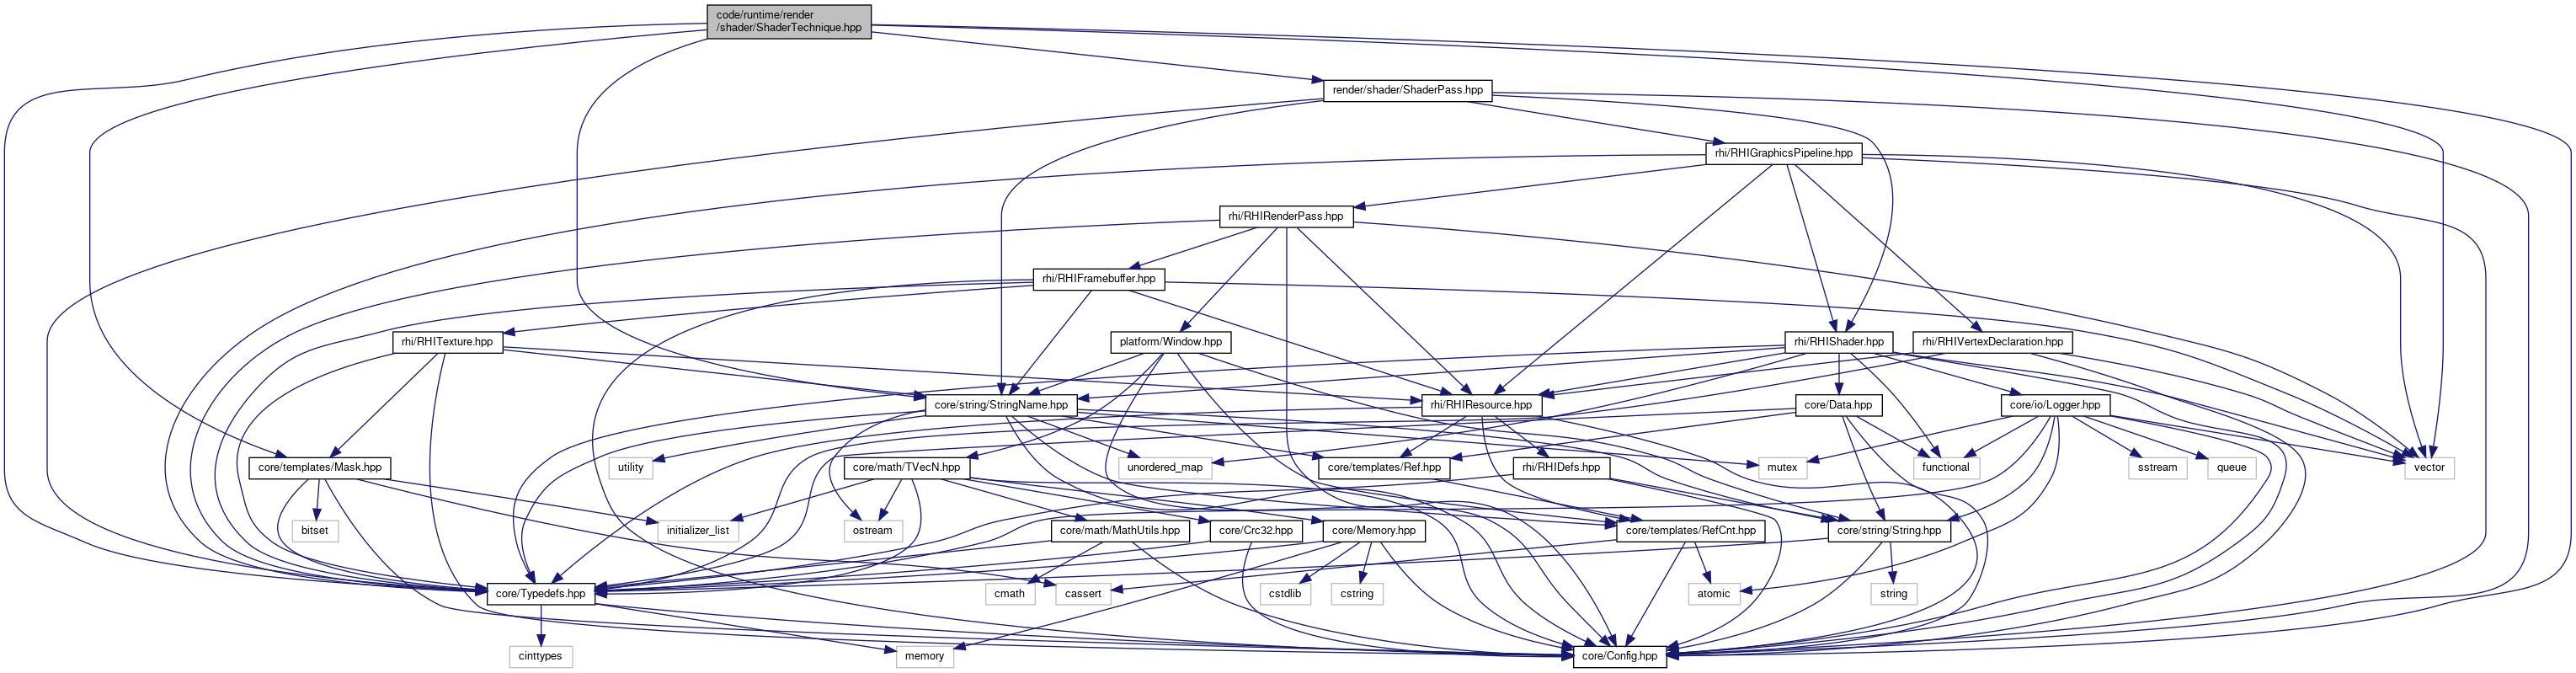 code/runtime/render
/shader/ShaderTechnique.hpp
render/shader/ShaderPass.hpp
rhi/RHIGraphicsPipeline.hpp
rhi/RHIRenderPass.hpp
rhi/RHIFramebuffer.hpp
rhi/RHITexture.hpp
platform/Window.hpp
rhi/RHIShader.hpp
rhi/RHIVertexDeclaration.hpp
core/string/StringName.hpp
rhi/RHIResource.hpp
core/Data.hpp
core/io/Logger.hpp
core/templates/Mask.hpp
utility
core/math/TVecN.hpp
unordered_map
core/templates/Ref.hpp
rhi/RHIDefs.hpp
mutex
functional
sstream
queue
vector
bitset
initializer_list
ostream
core/math/MathUtils.hpp
core/Crc32.hpp
core/Memory.hpp
core/templates/RefCnt.hpp
core/string/String.hpp
core/Typedefs.hpp
cmath
cassert
cstdlib
cstring
atomic
string
cinttypes
memory
core/Config.hpp